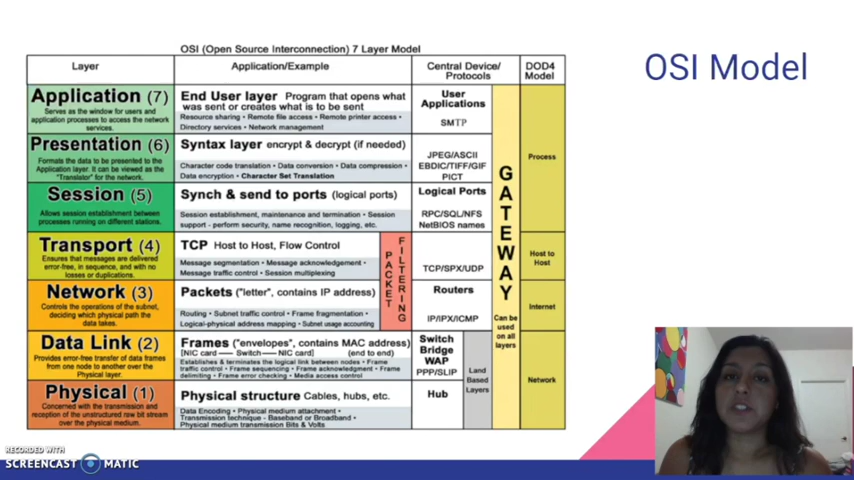 OSI (Open Source Interconnection) 7 Layer Model
OSI Model
Layer
Application/Example
Central Device/
Protocols
DOD4
Model
Application (7)
Serves as the window for users and
application processes to access the network
services.
End User layer Program that opens what
was sent or creates what is to be sent
Resource sharing • Remote file access • Remote printer access •
Directory services • Network management
User
Applications
SMTP
Presentation (6)
Formats the data to be presented to the
Application layer. It can be viewed as the
"Translator" for the network.
Syntax layer encrypt & decrypt (if needed)
Character code translation • Data conversion • Data compression •
Data encryption • Character Set Translation
JPEG/ASCII
EBDIC/TIFF/GIF
PICT
Process
Session (5)
Allows session establishment between
processes running on different stations.
Synch & send to ports (logical ports)
Session establishment, maintenance and termination • Session
support - perform security, name recognition, logging, etc.
Logical Ports
RPC/SQL/NFS
NetBIOS names
Transport (4)
Ensures that messages are delivered
error-free, in sequence, and with no
losses or duplications.
TCP Host to Host, Flow Control
Message segmentation • Message acknowledgement •
Message traffic control • Session multiplexing
PACKET
FILTERING
TCP/SPX/UDP
Host to
Host
Network (3)
Controls the operations of the subnet,
deciding which physical path the
data takes.
Packets ("letter", contains IP address)
Routing • Subnet traffic control • Frame fragmentation •
Logical-physical address mapping • Subnet usage accounting
Routers
IP/IPX/ICMP
Internet
GATEWAY
Can be
used
on all
layers
Data Link (2)
Provides error-free transfer of data frames
from one node to another over the
Physical layer.
Frames ("envelopes", contains MAC address)
[NIC card — Switch — NIC card] (end to end)
Establishes & terminates the logical link between nodes • Frame
traffic control • Frame sequencing • Frame acknowledgment • Frame
delimiting • Frame error checking • Media access control
Switch
Bridge
WAP
PPP/SLIP
Land
Based
Layers
Network
Physical (1)
Concerned with the transmission and
reception of the unstructured raw bit stream
over the physical medium.
Physical structure Cables, hubs, etc.
Data Encoding • Physical medium attachment •
Transmission technique - Baseband or Broadband •
Physical medium transmission Bits & Volts
Hub
RECORDED WITH
SCREENCAST MATIC